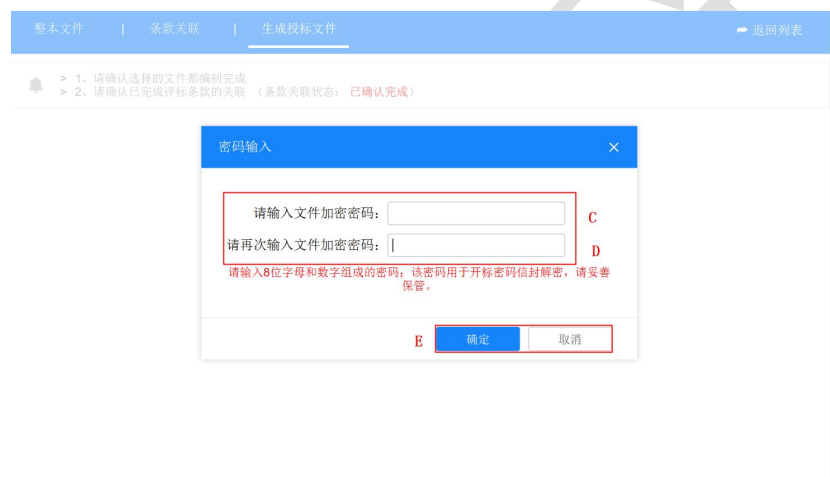 整本文件 | 条款关联 | 生成投标文件 ➦ 返回列表
> 1、请确认选择的文件都编制完成
> 2、请确认已完成评标条款的关联 （条款关联状态： 已确认完成）
密码输入 ×
请输入文件加密密码：
C
请再次输入文件加密密码：
D
请输入8位字母和数字组成的密码；该密码用于开标密码信封解密，请妥善
保管。
E 确定 取消